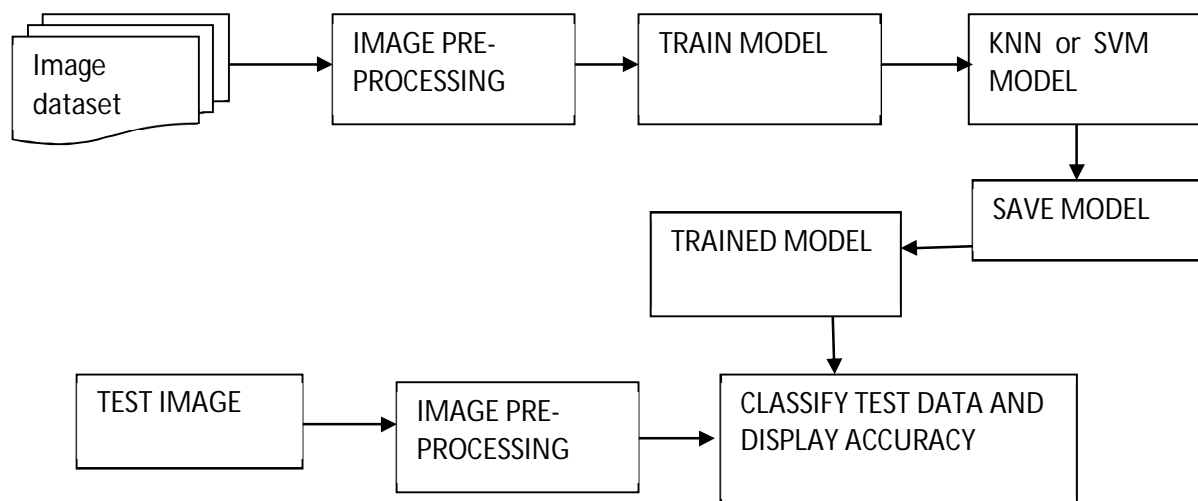 Image
dataset
IMAGE PRE-
PROCESSING
TRAIN MODEL
KNN or SVM
MODEL
SAVE MODEL
TRAINED MODEL
TEST IMAGE
IMAGE PRE-
PROCESSING
CLASSIFY TEST DATA AND
DISPLAY ACCURACY